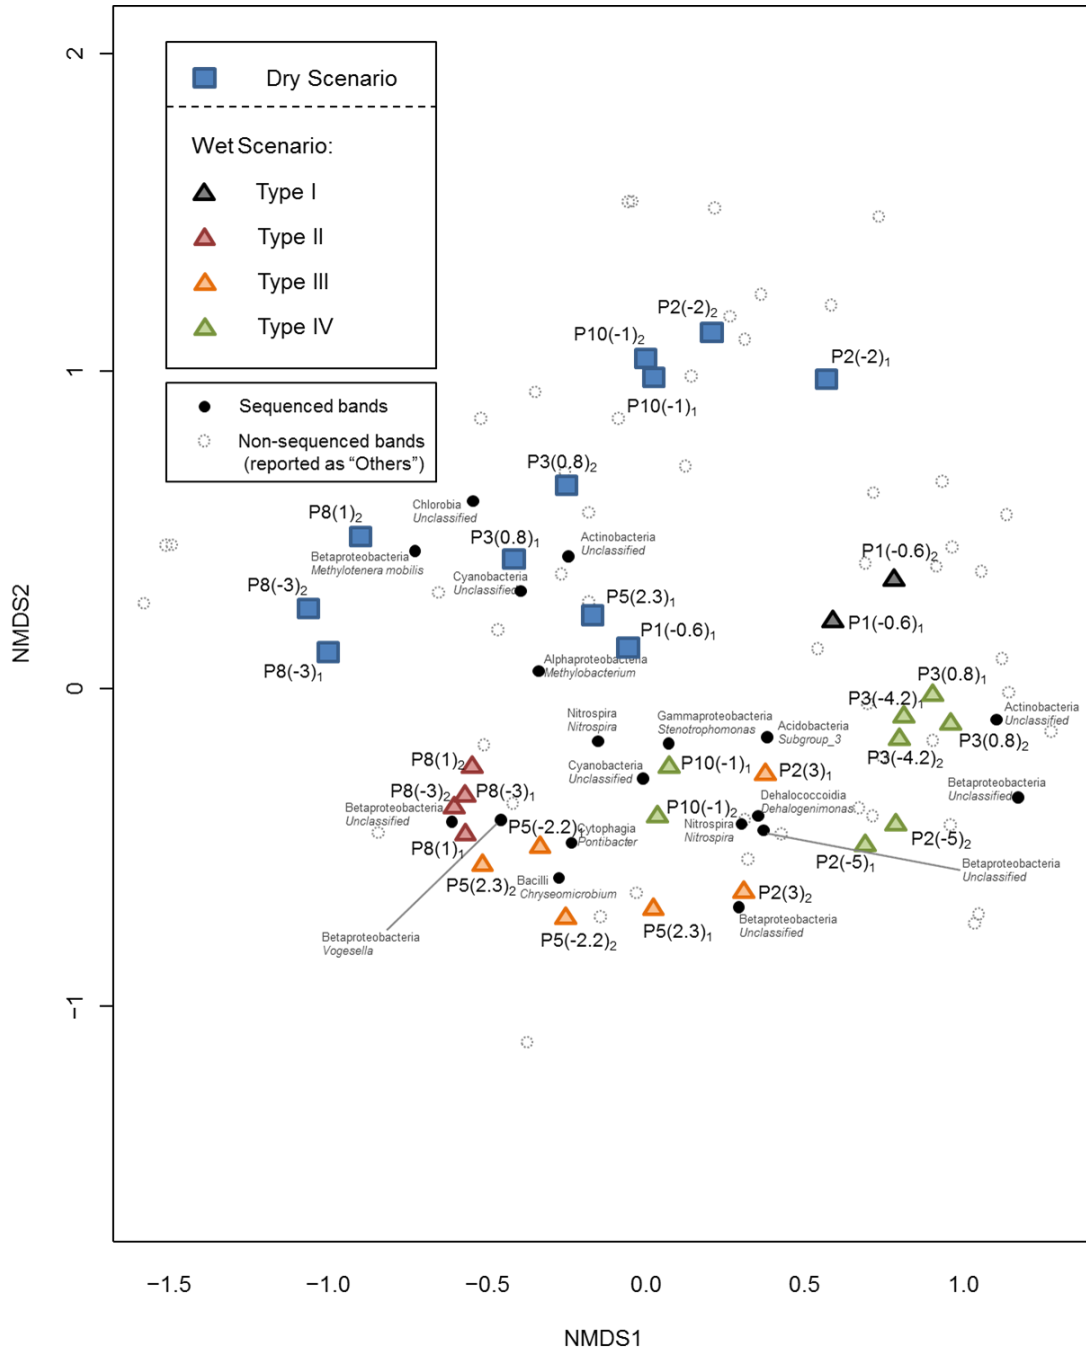 2
Dry Scenario
Wet Scenario:
Type I
Type II
Type III
Type IV
Sequenced bands
Non-sequenced bands
(reported as “Others”)
P2(-2)₂
P10(-1)₂
P2(-2)₁
1
P10(-1)₁
P3(0.8)₂
Chlorobia
Unclassified
P8(1)₂
P3(0.8)₁
Actinobacteria
Unclassified
Betaproteobacteria
Methylotenera mobilis
P1(-0.6)₂
Cyanobacteria
Unclassified
P8(-3)₂
P5(2.3)₁
P1(-0.6)₁
P1(-0.6)₁
P8(-3)₁
NMDS2
Alphaproteobacteria
Methylobacterium
0
P3(0.8)₁
P3(-4.2)₁
Actinobacteria
Unclassified
Nitrospira
Nitrospira
Gammaproteobacteria
Stenotrophomonas
Acidobacteria
Subgroup_3
P3(0.8)₂
P3(-4.2)₂
P8(1)₂
Cyanobacteria
Unclassified
P10(-1)₁
P2(3)₁
Betaproteobacteria
Unclassified
P8(-3)₂
P8(-3)₁
Betaproteobacteria
Unclassified
P10(-1)₂
Dehalococcoidia
Dehalogenimonas
P5(-2.2)₁
Cytophagia
Pontibacter
Nitrospira
Nitrospira
P2(-5)₂
P8(1)₁
P2(-5)₁
Betaproteobacteria
Unclassified
P5(2.3)₂
Bacilli
Chryseomicrobium
P2(3)₂
P5(-2.2)₂
P5(2.3)₁
Betaproteobacteria
Unclassified
Betaproteobacteria
Vogesella
−1
−1.5
−1.0
−0.5
0.0
0.5
1.0
NMDS1